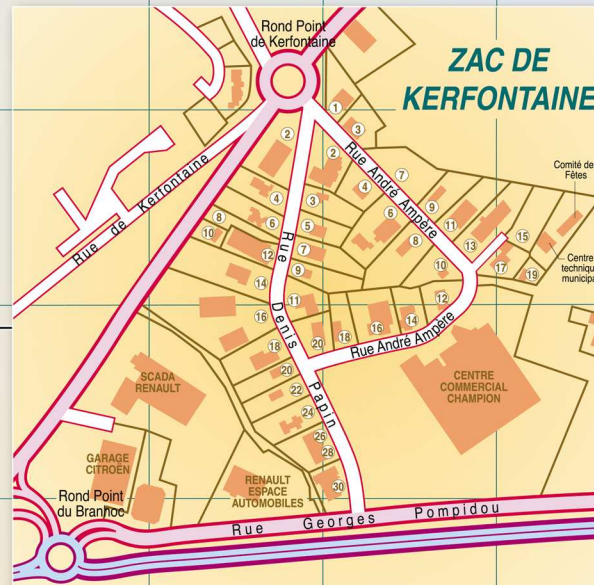 Rond Point
de Kerfontaine
ZAC DE
KERFONTAINE
1
3
2
2
Rue André Ampère
7
Comité de
Fêtes
Rue de Kerfontaine
4
3
4
9
6
11
8
10
6
5
8
13
15
12
7
Centre
technique
municipa
17
19
14
9
10
Rue Denis Papin
11
12
16
20
18
16
14
18
Rue André Ampère
20
22
24
26
28
30
SCADA
RENAULT
CENTRE
COMMERCIAL
CHAMPION
GARAGE
CITROËN
RENAULT
ESPACE
AUTOMOBILES
Rond Point
du Branhoc
Rue Georges Pompidou